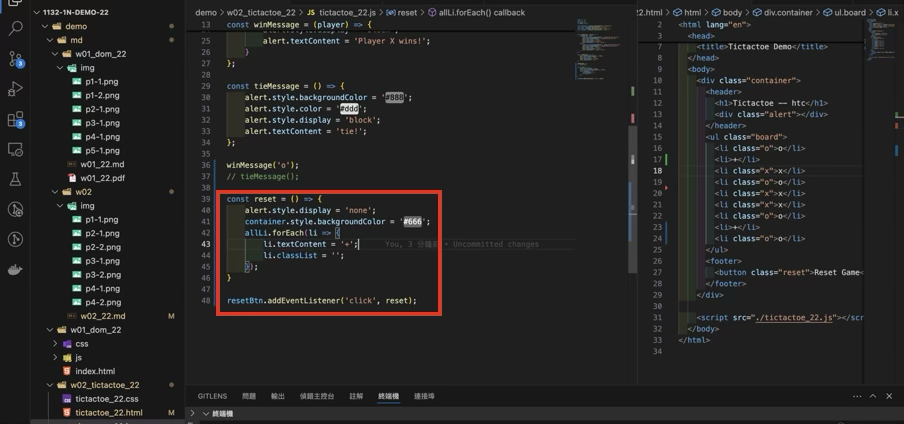 1132-1N-DEMO-22
demo
md
w01_dom_22
img
p1-1.png
p1-2.png
p2-1.png
p3-1.png
p4-1.png
p5-1.png
w01_22.md
w01_22.pdf
w02
img
p1-1.png
p2-1.png
p2-2.png
p3-1.png
p3-2.png
p4-1.png
p4-2.png
w02_22.md M
w01_dom_22
css
js
index.html
w02_tictactoe_22
tictactoe_22.css
tictactoe_22.html M
3
3
demo > w02_tictactoe_22 > JS tictactoe_22.js > reset > allLi.forEach() callback
13 const winMessage = (player) => {
25 alert.textContent = 'Player X wins!';
26 }
27 };
28
29 const tieMessage = () => {
30 alert.style.backgroundColor = '#888';
31 alert.style.color = '#ddd';
32 alert.style.display = 'block';
33 alert.textContent = 'tie!';
34 };
35
36 winMessage('o');
37 // tieMessage();
38
39 const reset = () => {
40 alert.style.display = 'none';
41 container.style.backgroundColor = '#666';
42 allLi.forEach(li => {
43 li.textContent = '+'; You, 3 分鐘前 • Uncommitted changes
44 li.classList = '';
45 });
46 }
47
48 resetBtn.addEventListener('click', reset);
22.html > html > body > div.container > ul.board > li.x
2 <html lang="en">
3 <head>
7 <title>Tictactoe Demo</title>
8 </head>
9 <body>
10 <div class="container">
11 <header>
12 <h1>Tictactoe -- htc</h1>
13 <div class="alert"></div>
14 </header>
15 <ul class="board">
16 <li class="o">o</li>
17 <li>+</li>
18 <li class="x">x</li>
19 <li class="o">o</li>
20 <li class="x">x</li>
21 <li class="x">x</li>
22 <li class="o">o</li>
23 <li>+</li>
24 <li class="o">o</li>
25 </ul>
26 <footer>
27 <button class="reset">Reset Game<
28 </footer>
29 </div>
30
31 <script src="./tictactoe_22.js"></scr
32 </body>
33 </html>
34
GITLENS 問題 輸出 偵錯主控台 註解 終端機 連接埠
終端機